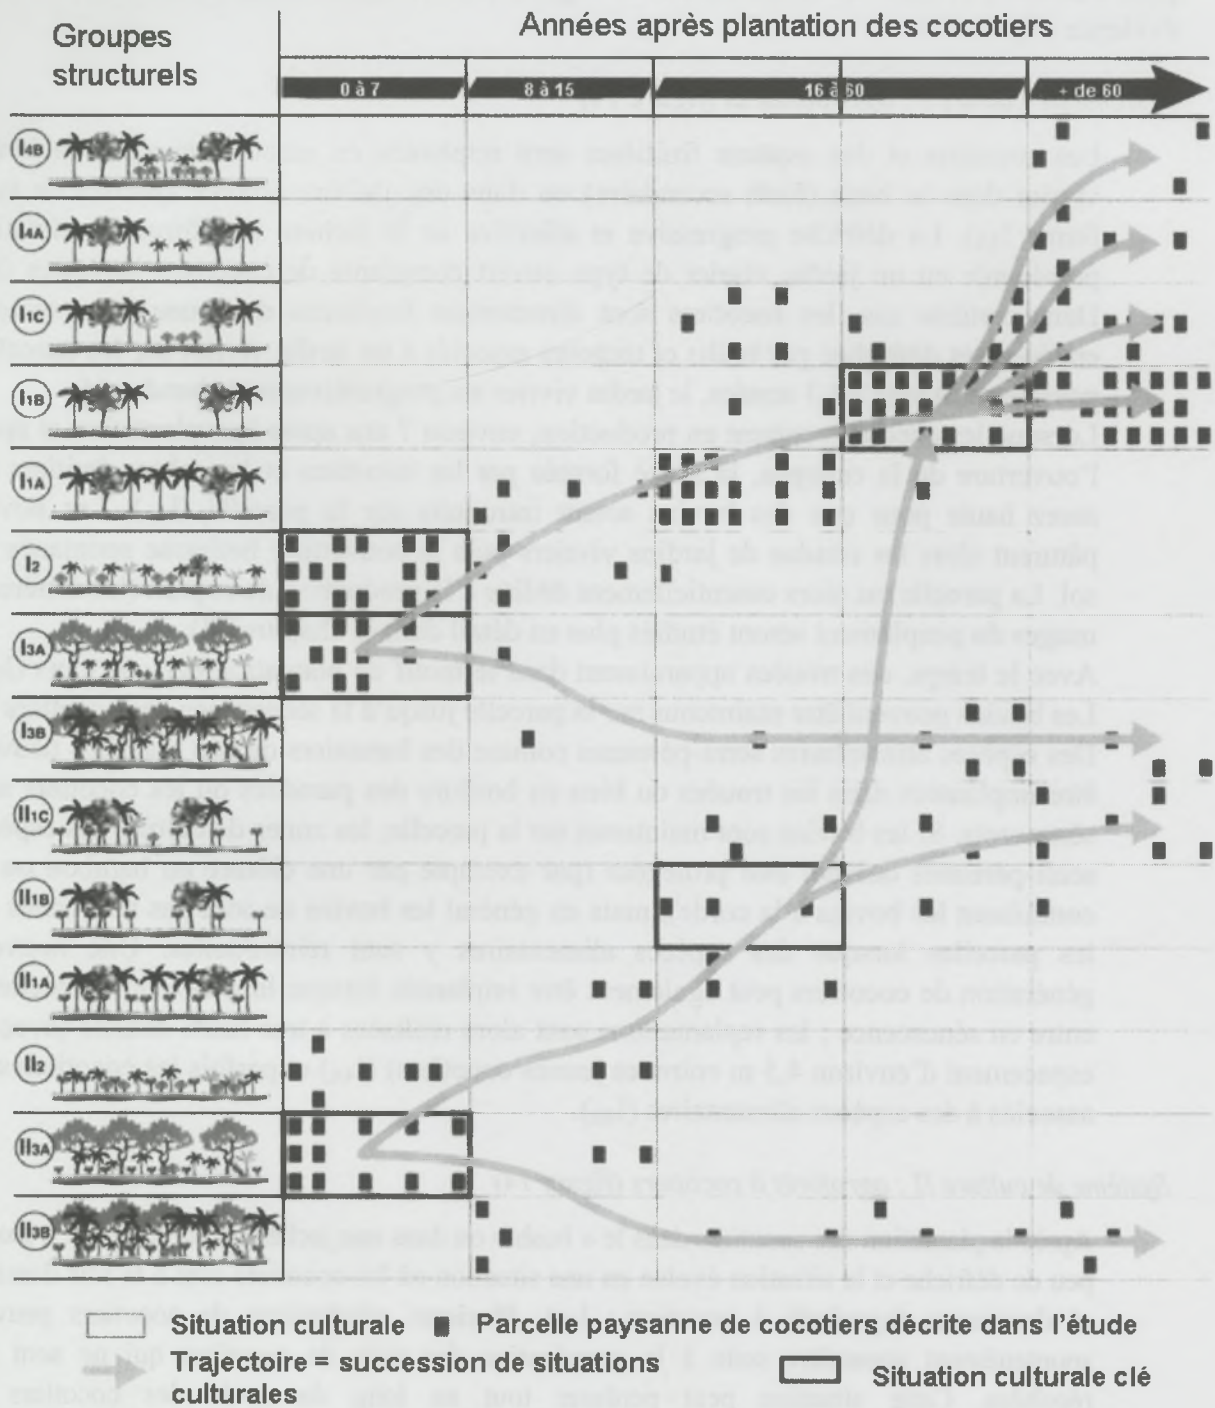 Groupes
structurels
Années après plantation des cocotiers
0 à 7
8 à 15
16 à 60
+ de 60
I4B
I4A
I1C
I1B
I1A
I2
I3A
I3B
II1C
II1B
II1A
II2
II3A
II3B
Situation culturale
Parcelle paysanne de cocotiers décrite dans l'étude
Trajectoire = succession de situations
culturales
Situation culturale clé